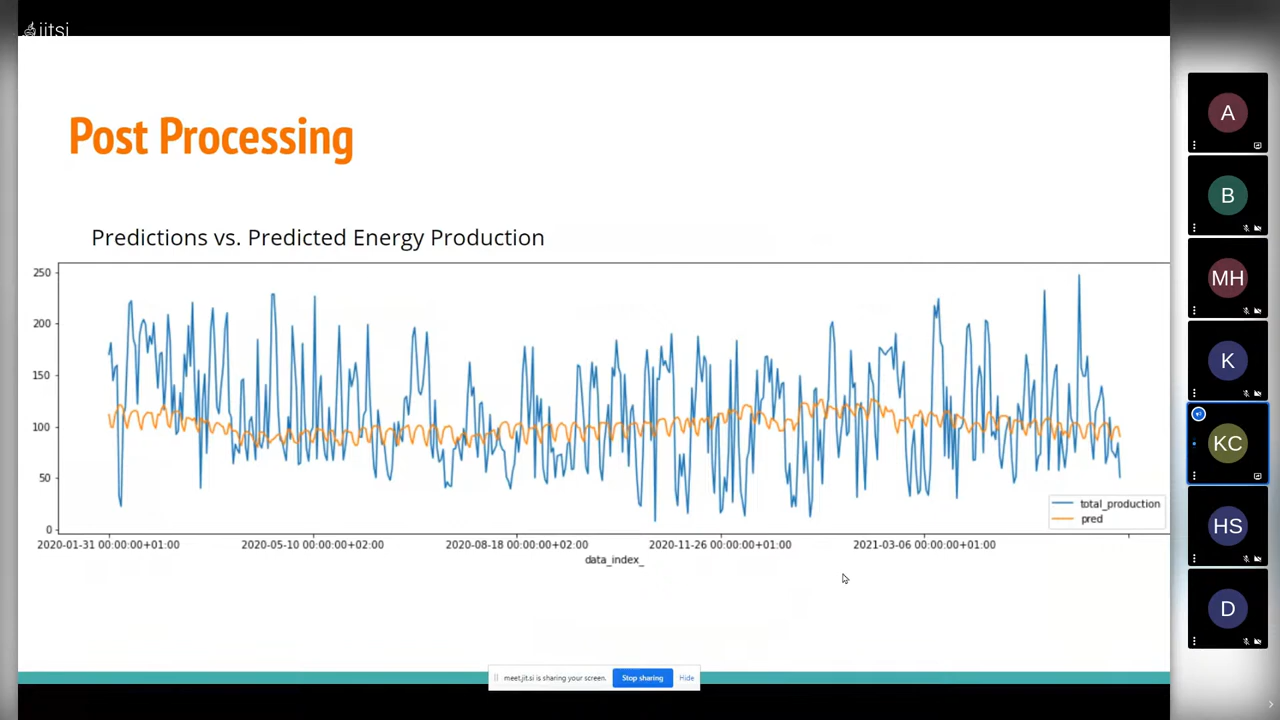 jitsi
Post Processing
Predictions vs. Predicted Energy Production
250
200
150
100
50
0
total_production
pred
2020-01-31 00:00:00+01:00 2020-05-10 00:00:00+02:00 2020-08-18 00:00:00+02:00 2020-11-26 00:00:00+01:00 2021-03-06 00:00:00+01:00
data_index_
meet.jit.si is sharing your screen. Stop sharing Hide
A
B
MH
K
KC
HS
D